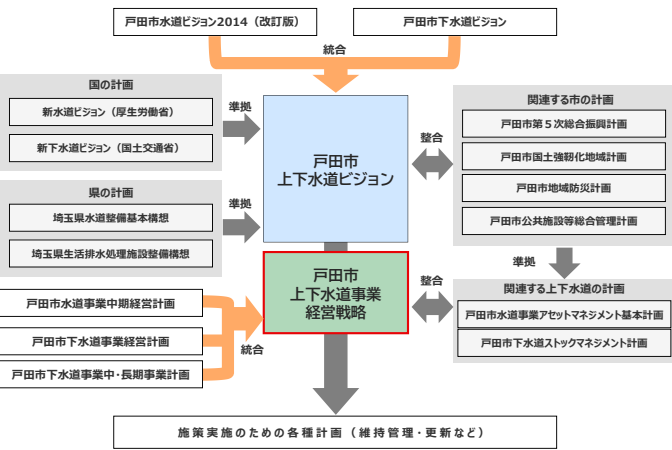 戸田市水道ビジョン2014（改訂版）
戸田市下水道ビジョン
統合
国の計画
新水道ビジョン（厚生労働省）
新下水道ビジョン（国土交通省）
準拠
県の計画
埼玉県水道整備基本構想
埼玉県生活排水処理施設整備構想
準拠
戸田市
上下水道ビジョン
整合
関連する市の計画
戸田市第５次総合振興計画
戸田市国土強靭化地域計画
戸田市地域防災計画
戸田市公共施設等総合管理計画
準拠
戸田市
上下水道事業
経営戦略
整合
関連する上下水道の計画
戸田市水道事業アセットマネジメント基本計画
戸田市下水道ストックマネジメント計画
戸田市水道事業中期経営計画
戸田市下水道事業経営計画
戸田市下水道事業中・長期事業計画
統合
施策実施のための各種計画（維持管理・更新など）